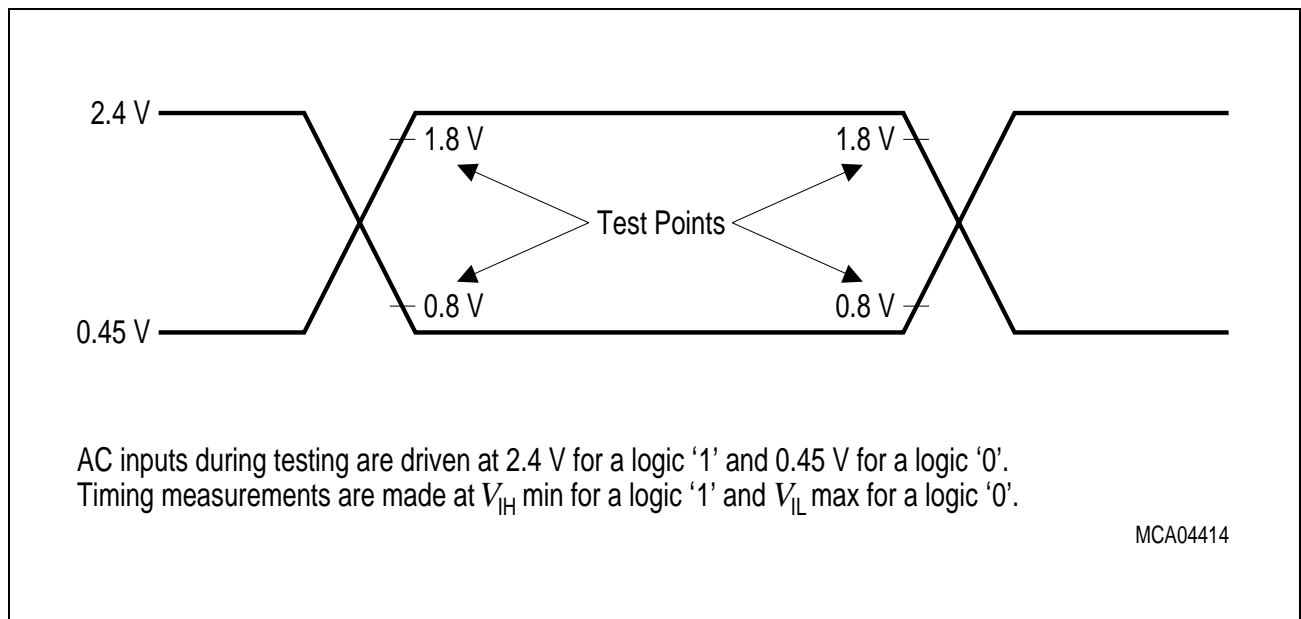 2.4 V
1.8 V
1.8 V
Test Points
0.8 V
0.8 V
0.45 V
AC inputs during testing are driven at 2.4 V for a logic ‘1’ and 0.45 V for a logic ‘0’.
Timing measurements are made at VIH min for a logic ‘1’ and VIL max for a logic ‘0’.
MCA04414